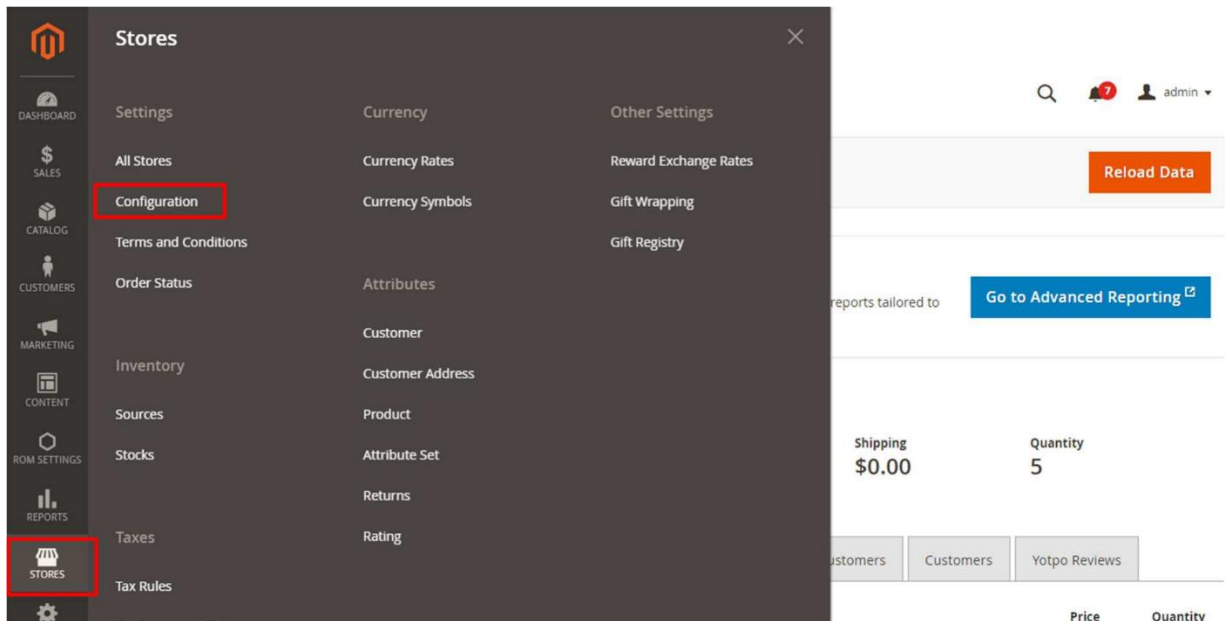 DASHBOARD
SALES
CATALOG
CUSTOMERS
MARKETING
CONTENT
ROM SETTINGS
REPORTS
STORES
Stores
Settings
All Stores
Configuration
Terms and Conditions
Order Status
Inventory
Sources
Stocks
Taxes
Tax Rules
Currency
Currency Rates
Currency Symbols
Attributes
Customer
Customer Address
Product
Attribute Set
Returns
Rating
Other Settings
Reward Exchange Rates
Gift Wrapping
Gift Registry
7
admin
Reload Data
reports tailored to
Go to Advanced Reporting
Shipping
$0.00
Quantity
5
ustomers
Customers
Yotpo Reviews
Price
Quantity